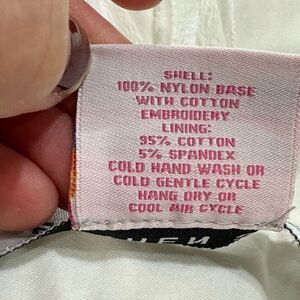 SHELL:
100% NYLON BASE
WITH COTTON
EMBROIDERY
LINING:
95% COTTON
5% SPANDEX
COLD HAND WASH OR
COLD GENTLE CYCLE
HANG DRY OR
COOL AIR CYCLE